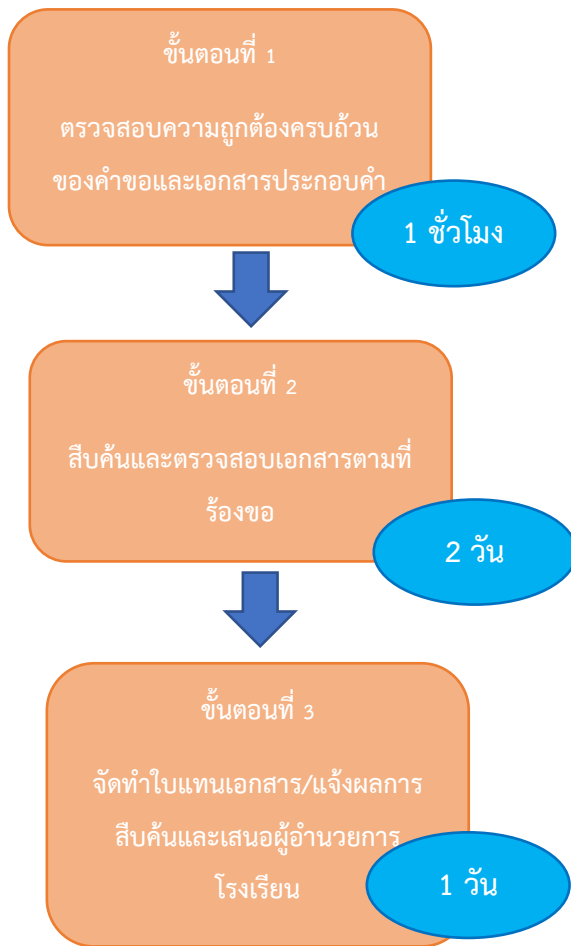 ขั้นตอนที่ 1
ตรวจสอบความถูกต้องครบถ้วน
ของคำขอและเอกสารประกอบคำ
1 ชั่วโมง
ขั้นตอนที่ 2
สืบค้นและตรวจสอบเอกสารตามที่
ร้องขอ
2 วัน
ขั้นตอนที่ 3
จัดทำใบแทนเอกสาร/แจ้งผลการ
สืบค้นและเสนอผู้อำนวยการ
โรงเรียน
1 วัน